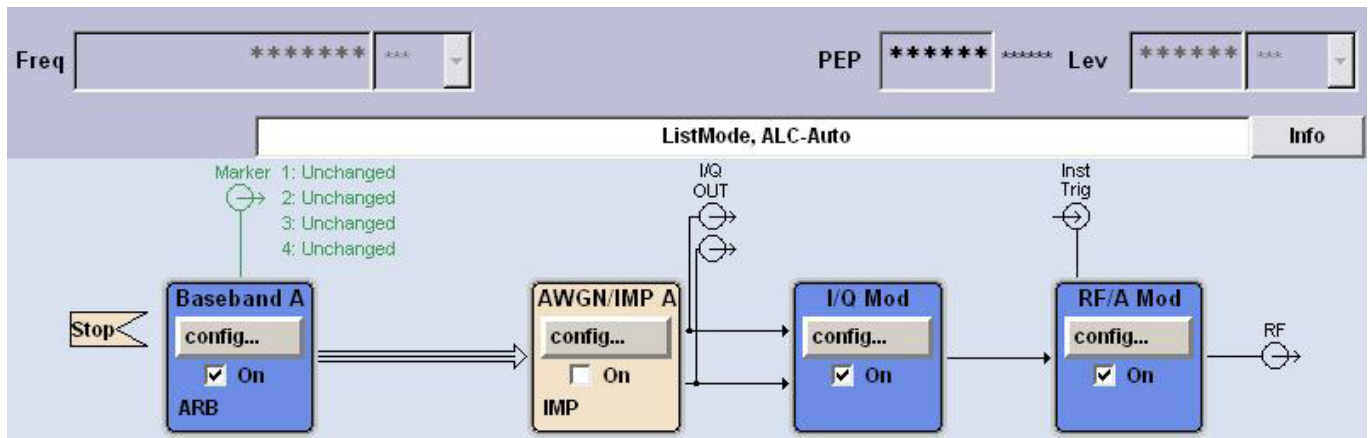 Freq ******* *** PEP ****** ****** Lev ****** ***
ListMode, ALC-Auto Info
Marker 1: Unchanged
2: Unchanged
3: Unchanged
4: Unchanged
I/Q
OUT
Inst
Trig
Stop
Baseband A
config...
On
ARB
AWGN/IMP A
config...
On
IMP
I/Q Mod
config...
On
RF/A Mod
config...
On
RF